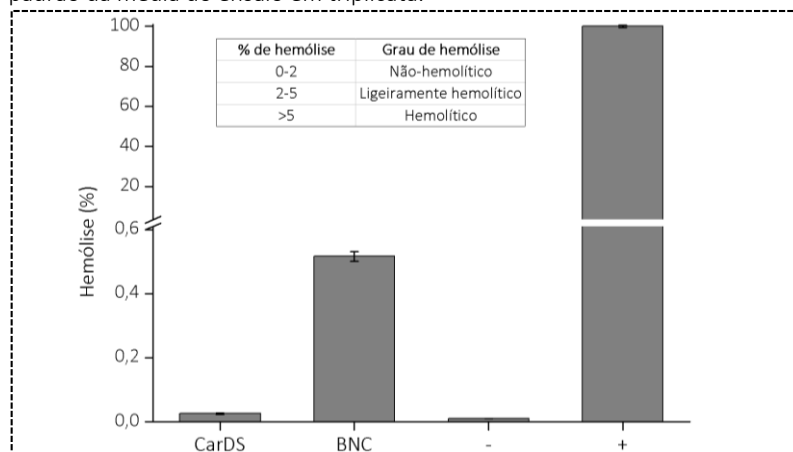 padrão da média do ensaio em triplicata.
100
% de hemólise Grau de hemólise
0-2 Não-hemolítico
2-5 Ligeiramente hemolítico
>5 Hemolítico
80
60
40
20
0,6
0,4
0,2
0,0
Hemólise (%)
CarDS BNC - +